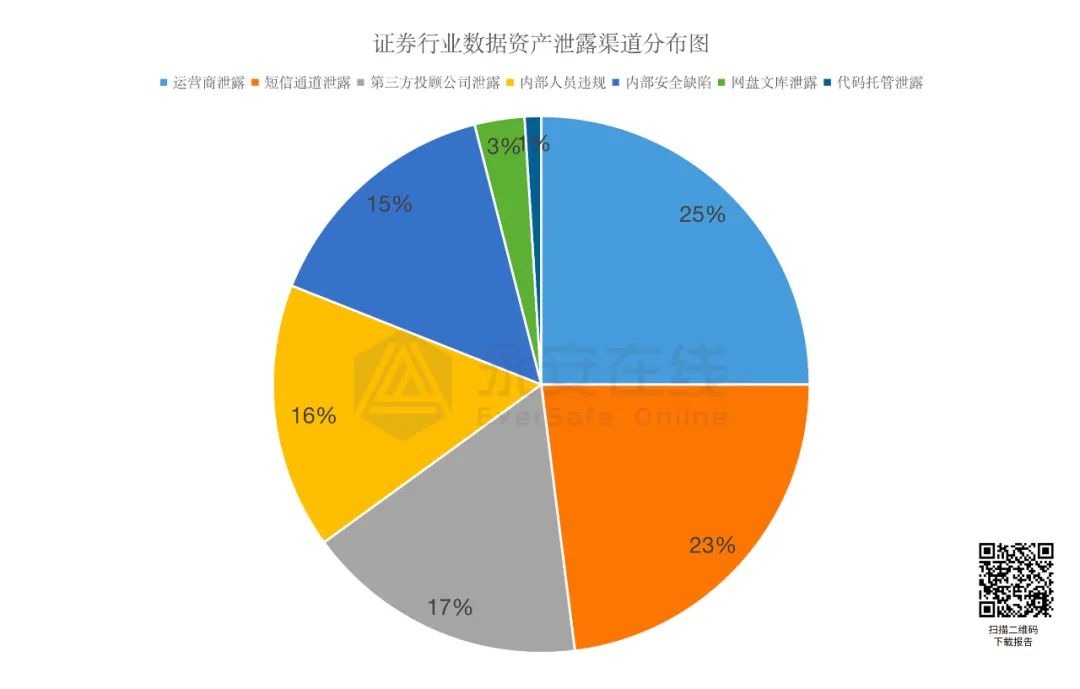 证券行业数据资产泄露渠道分布图
运营商泄露 短信通道泄露 第三方投顾公司泄露 内部人员违规 内部安全缺陷 网盘文库泄露 代码托管泄露
3% 1%
15%
25%
永安在线
EverSafe Online
16%
23%
17%
扫描二维码
下载报告